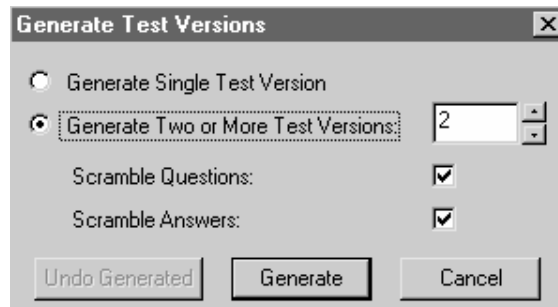 Generate Test Versions
Generate Single Test Version
Generate Two or More Test Versions: 2
Scramble Questions:
Scramble Answers:
Undo Generated Generate Cancel